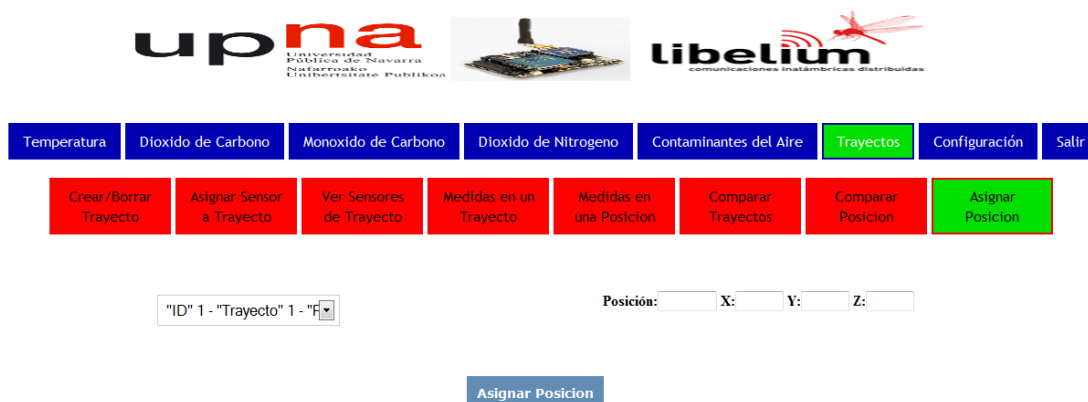 upna
Universidad
Pública de Navarra
Nafarroako
Unibertsitate Publikoa
libelium
comunicaciones inalámbricas distribuidas
Temperatura Dioxido de Carbono Monoxido de Carbono Dioxido de Nitrogeno Contaminantes del Aire Trayectos Configuración Salir
Crear/Borrar Trayecto
Asignar Sensor a Trayecto
Ver Sensores de Trayecto
Medidas en un Trayecto
Medidas en una Posicion
Comparar Trayectos
Comparar Posicion
Asignar Posicion
"ID" 1 - "Trayecto" 1 - "F
Posición: X: Y: Z:
Asignar Posicion